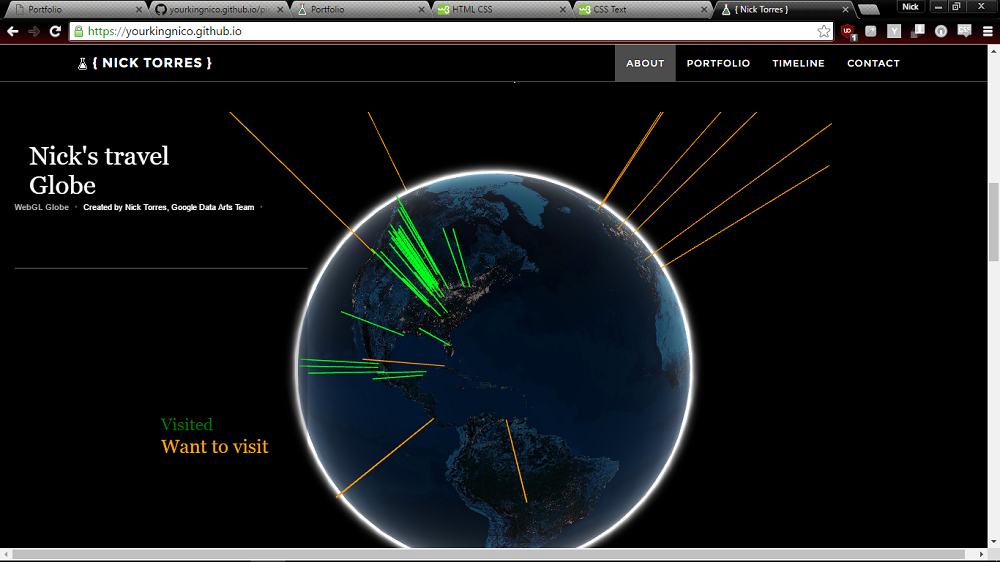 Portfolio
yourkingnico.github.io/pi
Portfolio
HTML CSS
CSS Text
{ Nick Torres }
Nick
https://yourkingnico.github.io
{ NICK TORRES }
ABOUT
PORTFOLIO
TIMELINE
CONTACT
Nick's travel
Globe
WebGL Globe · Created by Nick Torres, Google Data Arts Team ·
Visited
Want to visit